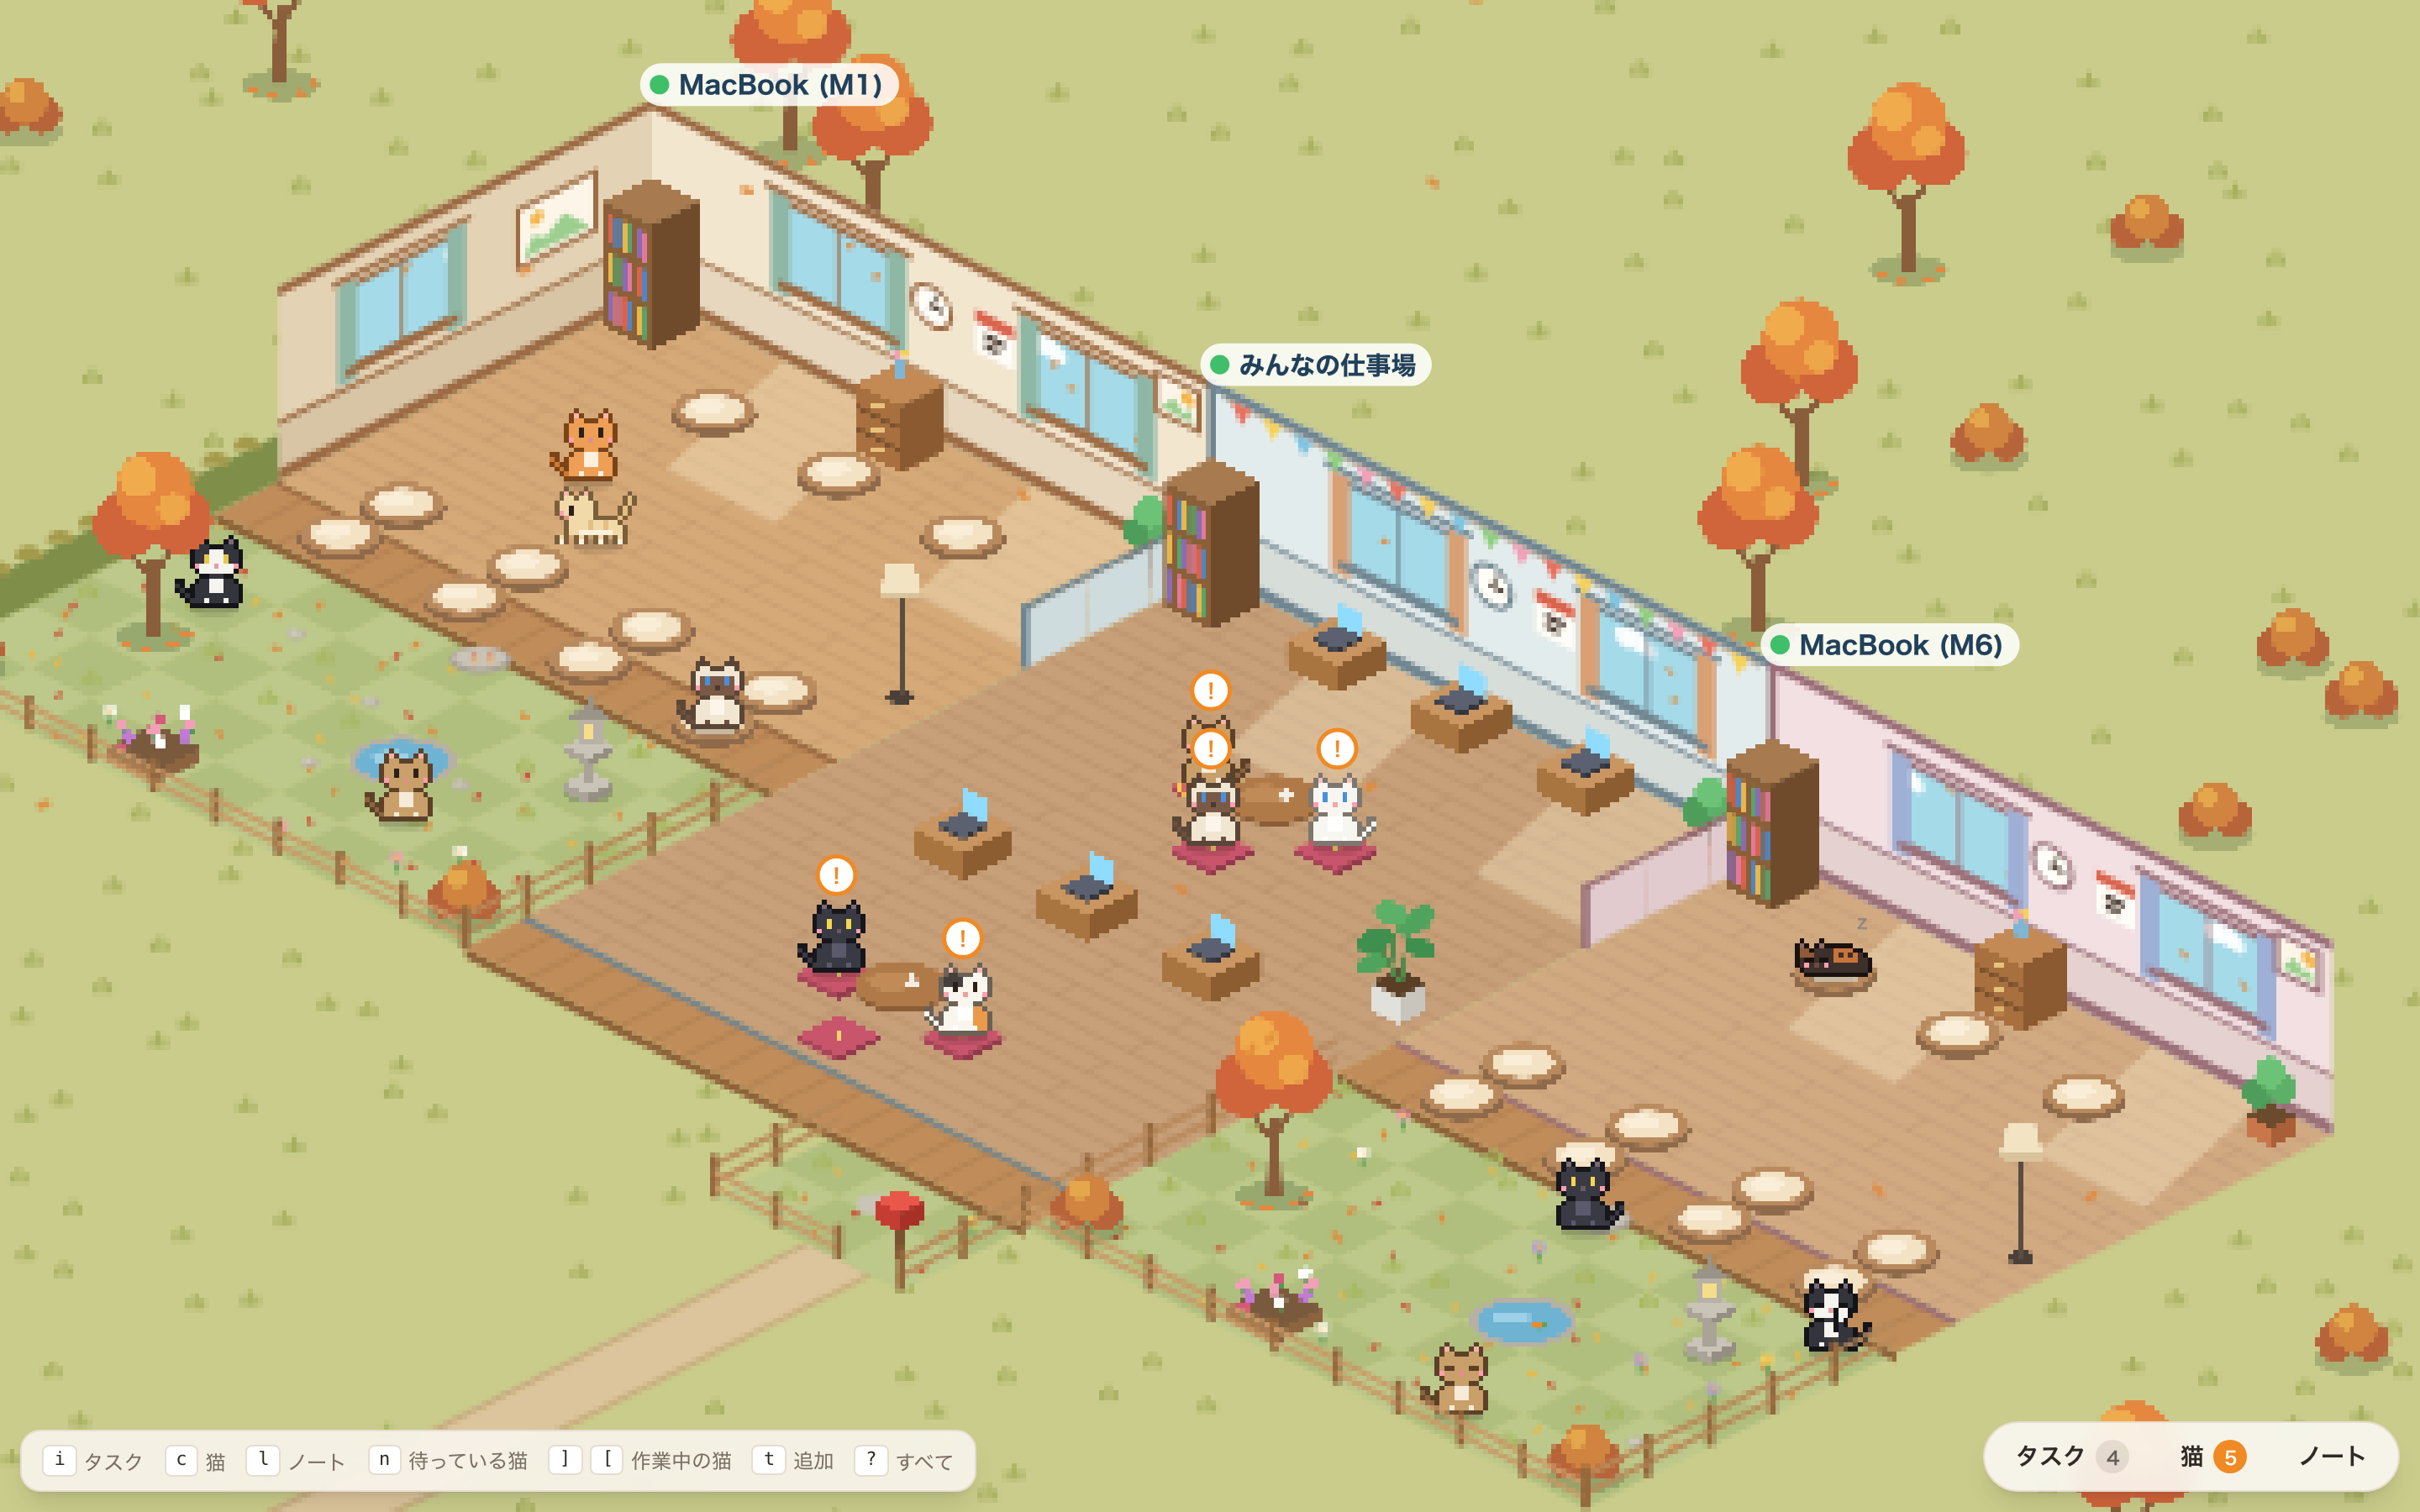 MacBook (M1)
みんなの仕事場
MacBook (M6)
!
! !
!
!
z
i タスク c 猫 l ノート n 待っている猫 ] [ 作業中の猫 t 追加 ? すべて
タスク 4 猫 5 ノート